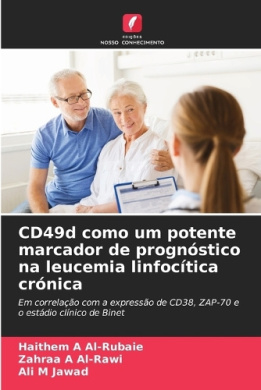 edições
NOSSO CONHECIMENTO
CD49d como um potente
marcador de prognóstico
na leucemia linfocítica
crónica
Em correlação com a expressão de CD38, ZAP-70 e
o estádio clínico de Binet
Haithem A Al-Rubaie
Zahraa A Al-Rawi
Ali M Jawad